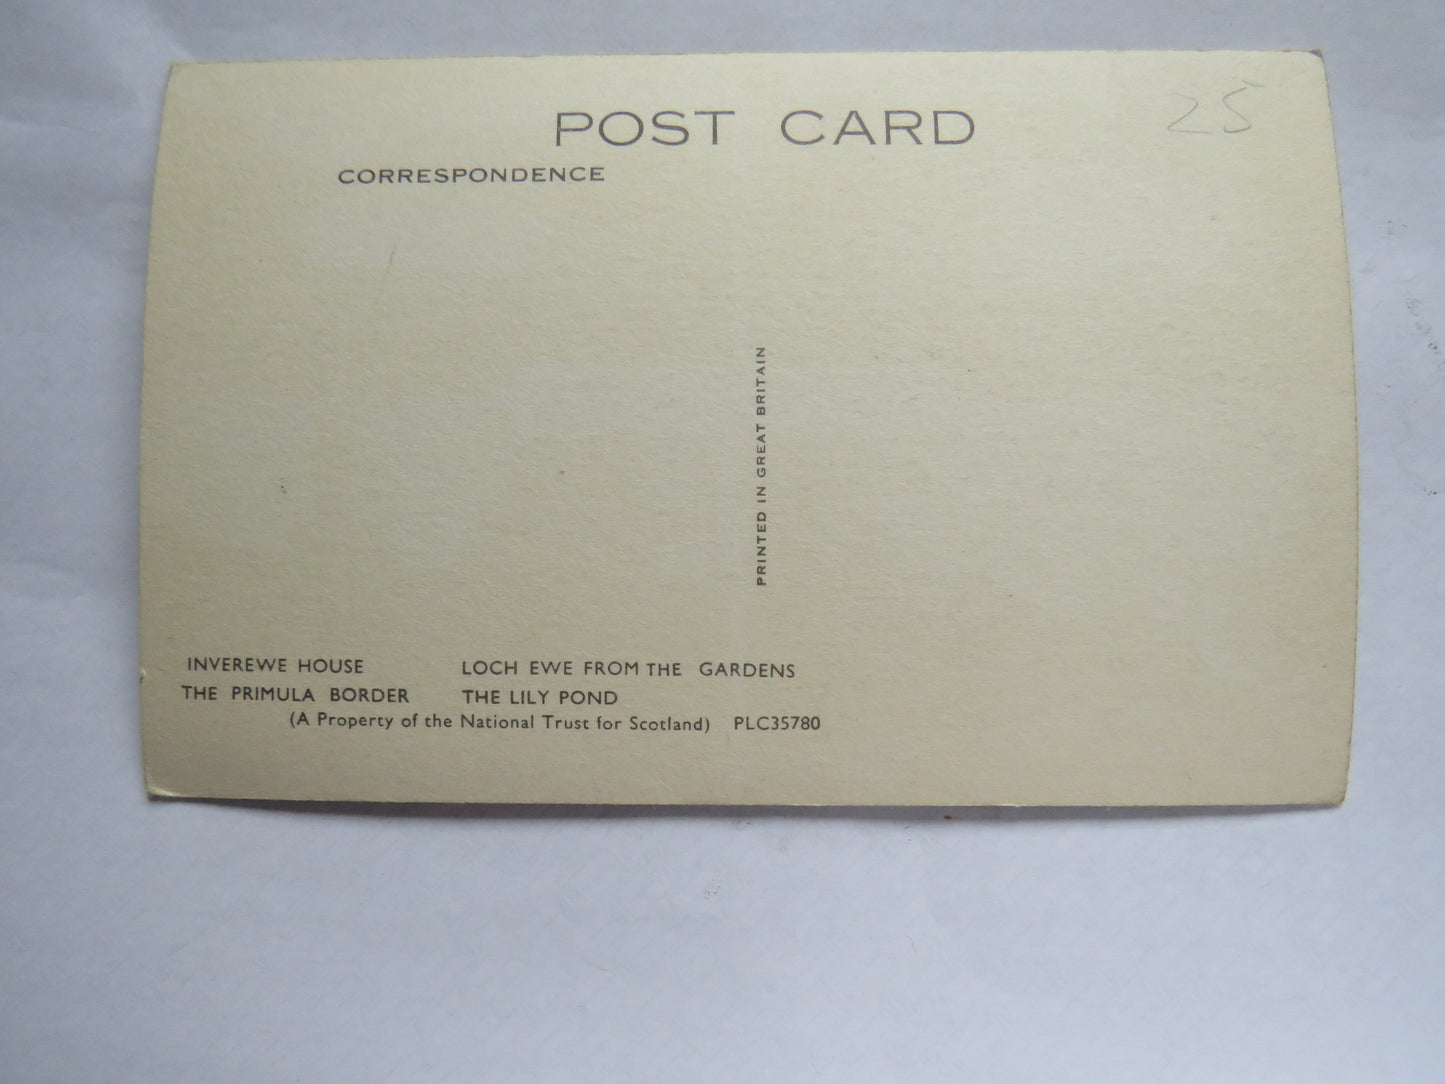 POST CARD
25
CORRESPONDENCE
PRINTED IN GREAT BRITAIN
INVEREWE HOUSE LOCH EWE FROM THE GARDENS
THE PRIMULA BORDER THE LILY POND
(A Property of the National Trust for Scotland) PLC35780